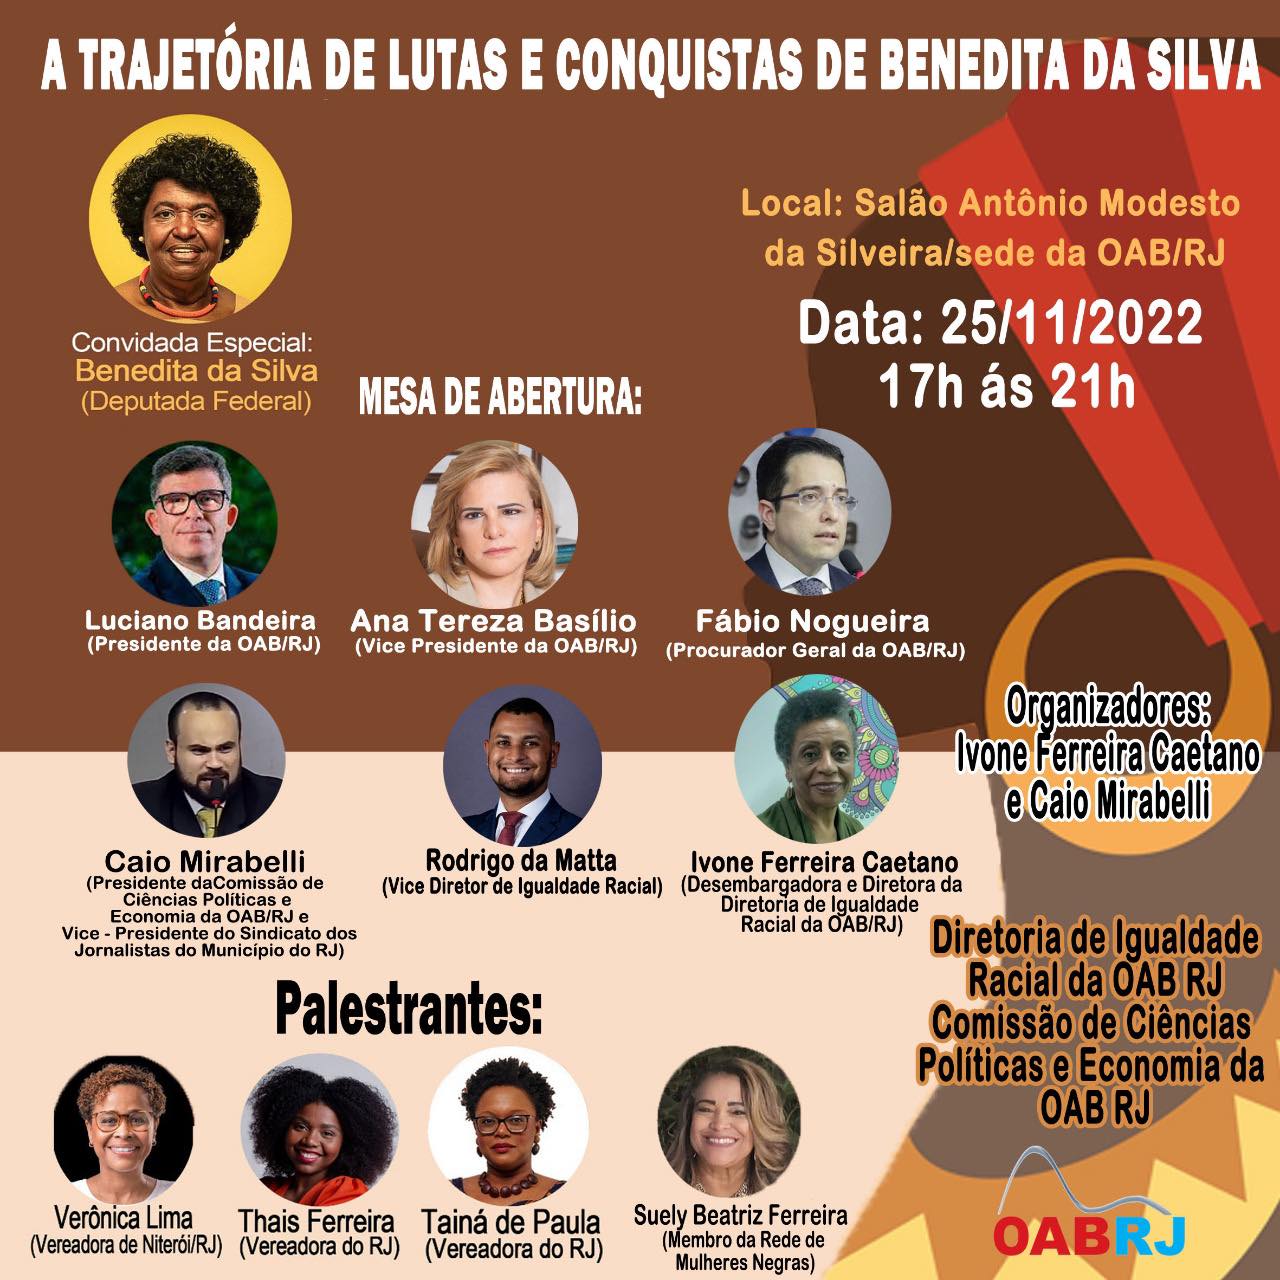 A TRAJETÓRIA DE LUTAS E CONQUISTAS DE BENEDITA DA SILVA
Convidada Especial:
Benedita da Silva
(Deputada Federal)
Local: Salão Antônio Modesto
da Silveira/sede da OAB/RJ
Data: 25/11/2022
17h ás 21h
MESA DE ABERTURA:
Luciano Bandeira
(Presidente da OAB/RJ)
Ana Tereza Basílio
(Vice Presidente da OAB/RJ)
Fábio Nogueira
(Procurador Geral da OAB/RJ)
Caio Mirabelli
(Presidente daComissão de
Ciências Políticas e
Economia da OAB/RJ e
Vice - Presidente do Sindicato dos
Jornalistas do Município do RJ)
Rodrigo da Matta
(Vice Diretor de Igualdade Racial)
Ivone Ferreira Caetano
(Desembargadora e Diretora da
Diretoria de Igualdade
Racial da OAB/RJ)
Organizadores:
Ivone Ferreira Caetano
e Caio Mirabelli
Diretoria de Igualdade
Racial da OAB RJ
Comissão de Ciências
Políticas e Economia da
OAB RJ
Palestrantes:
Verônica Lima
(Vereadora de Niterói/RJ)
Thais Ferreira
(Vereadora do RJ)
Tainá de Paula
(Vereadora do RJ)
Suely Beatriz Ferreira
(Membro da Rede de
Mulheres Negras)
OABRJ